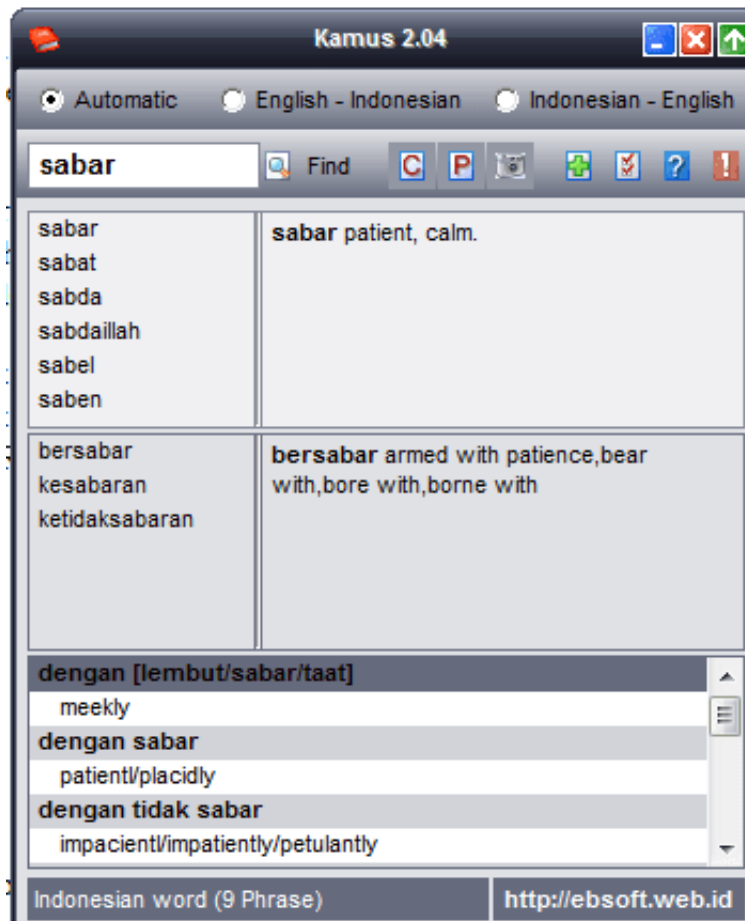 Kamus 2.04
Automatic English - Indonesian Indonesian - English
sabar Find C P ? !
sabar
sabat
sabda
sabdaillah
sabel
saben
sabar patient, calm.
bersabar
kesabaran
ketidaksabaran
bersabar armed with patience,bear
with,bore with,borne with
dengan [lembut/sabar/taat]
meekly
dengan sabar
patientl/placidly
dengan tidak sabar
impacientl/impatiently/petulantly
Indonesian word (9 Phrase) http://ebsoft.web.id